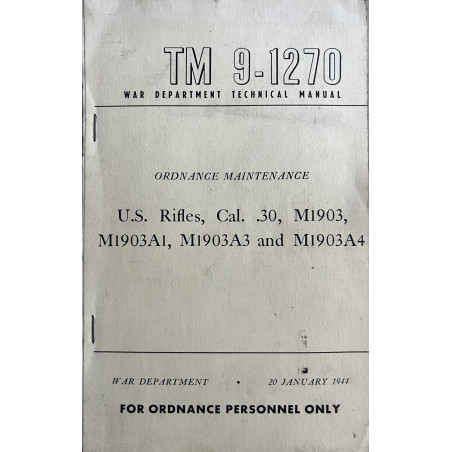 TM 9-1270
WAR DEPARTMENT TECHNICAL MANUAL
ORDNANCE MAINTENANCE
U.S. Rifles, Cal. .30, M1903,
M1903A1, M1903A3 and M1903A4
WAR DEPARTMENT • 20 JANUARY 1944
FOR ORDNANCE PERSONNEL ONLY